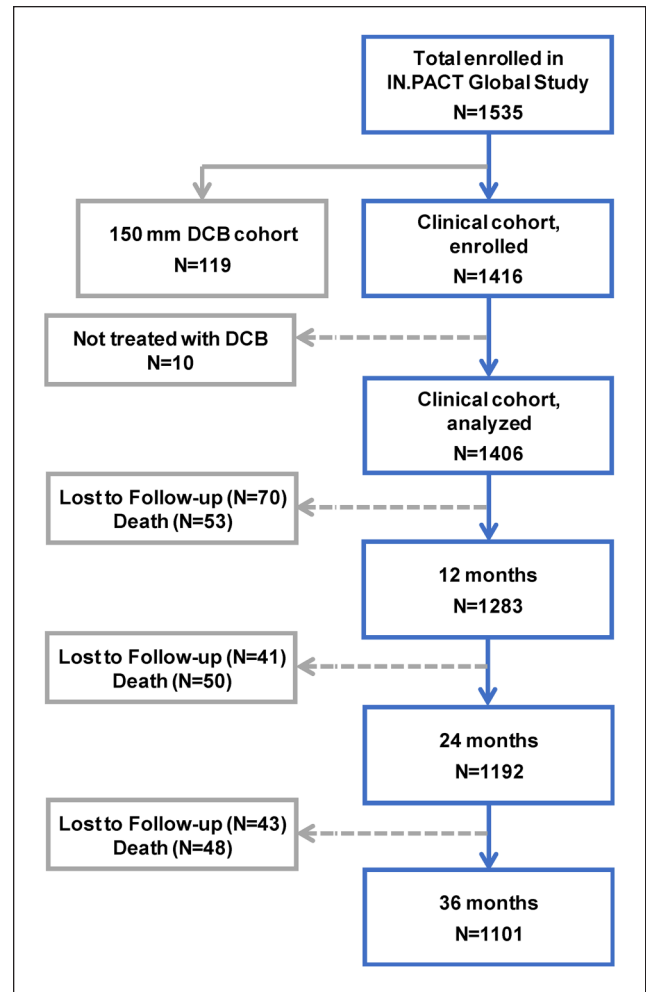 Total enrolled in
IN.PACT Global Study
N=1535
150 mm DCB cohort
N=119
Clinical cohort,
enrolled
N=1416
Not treated with DCB
N=10
Clinical cohort,
analyzed
N=1406
Lost to Follow-up (N=70)
Death (N=53)
12 months
N=1283
Lost to Follow-up (N=41)
Death (N=50)
24 months
N=1192
Lost to Follow-up (N=43)
Death (N=48)
36 months
N=1101